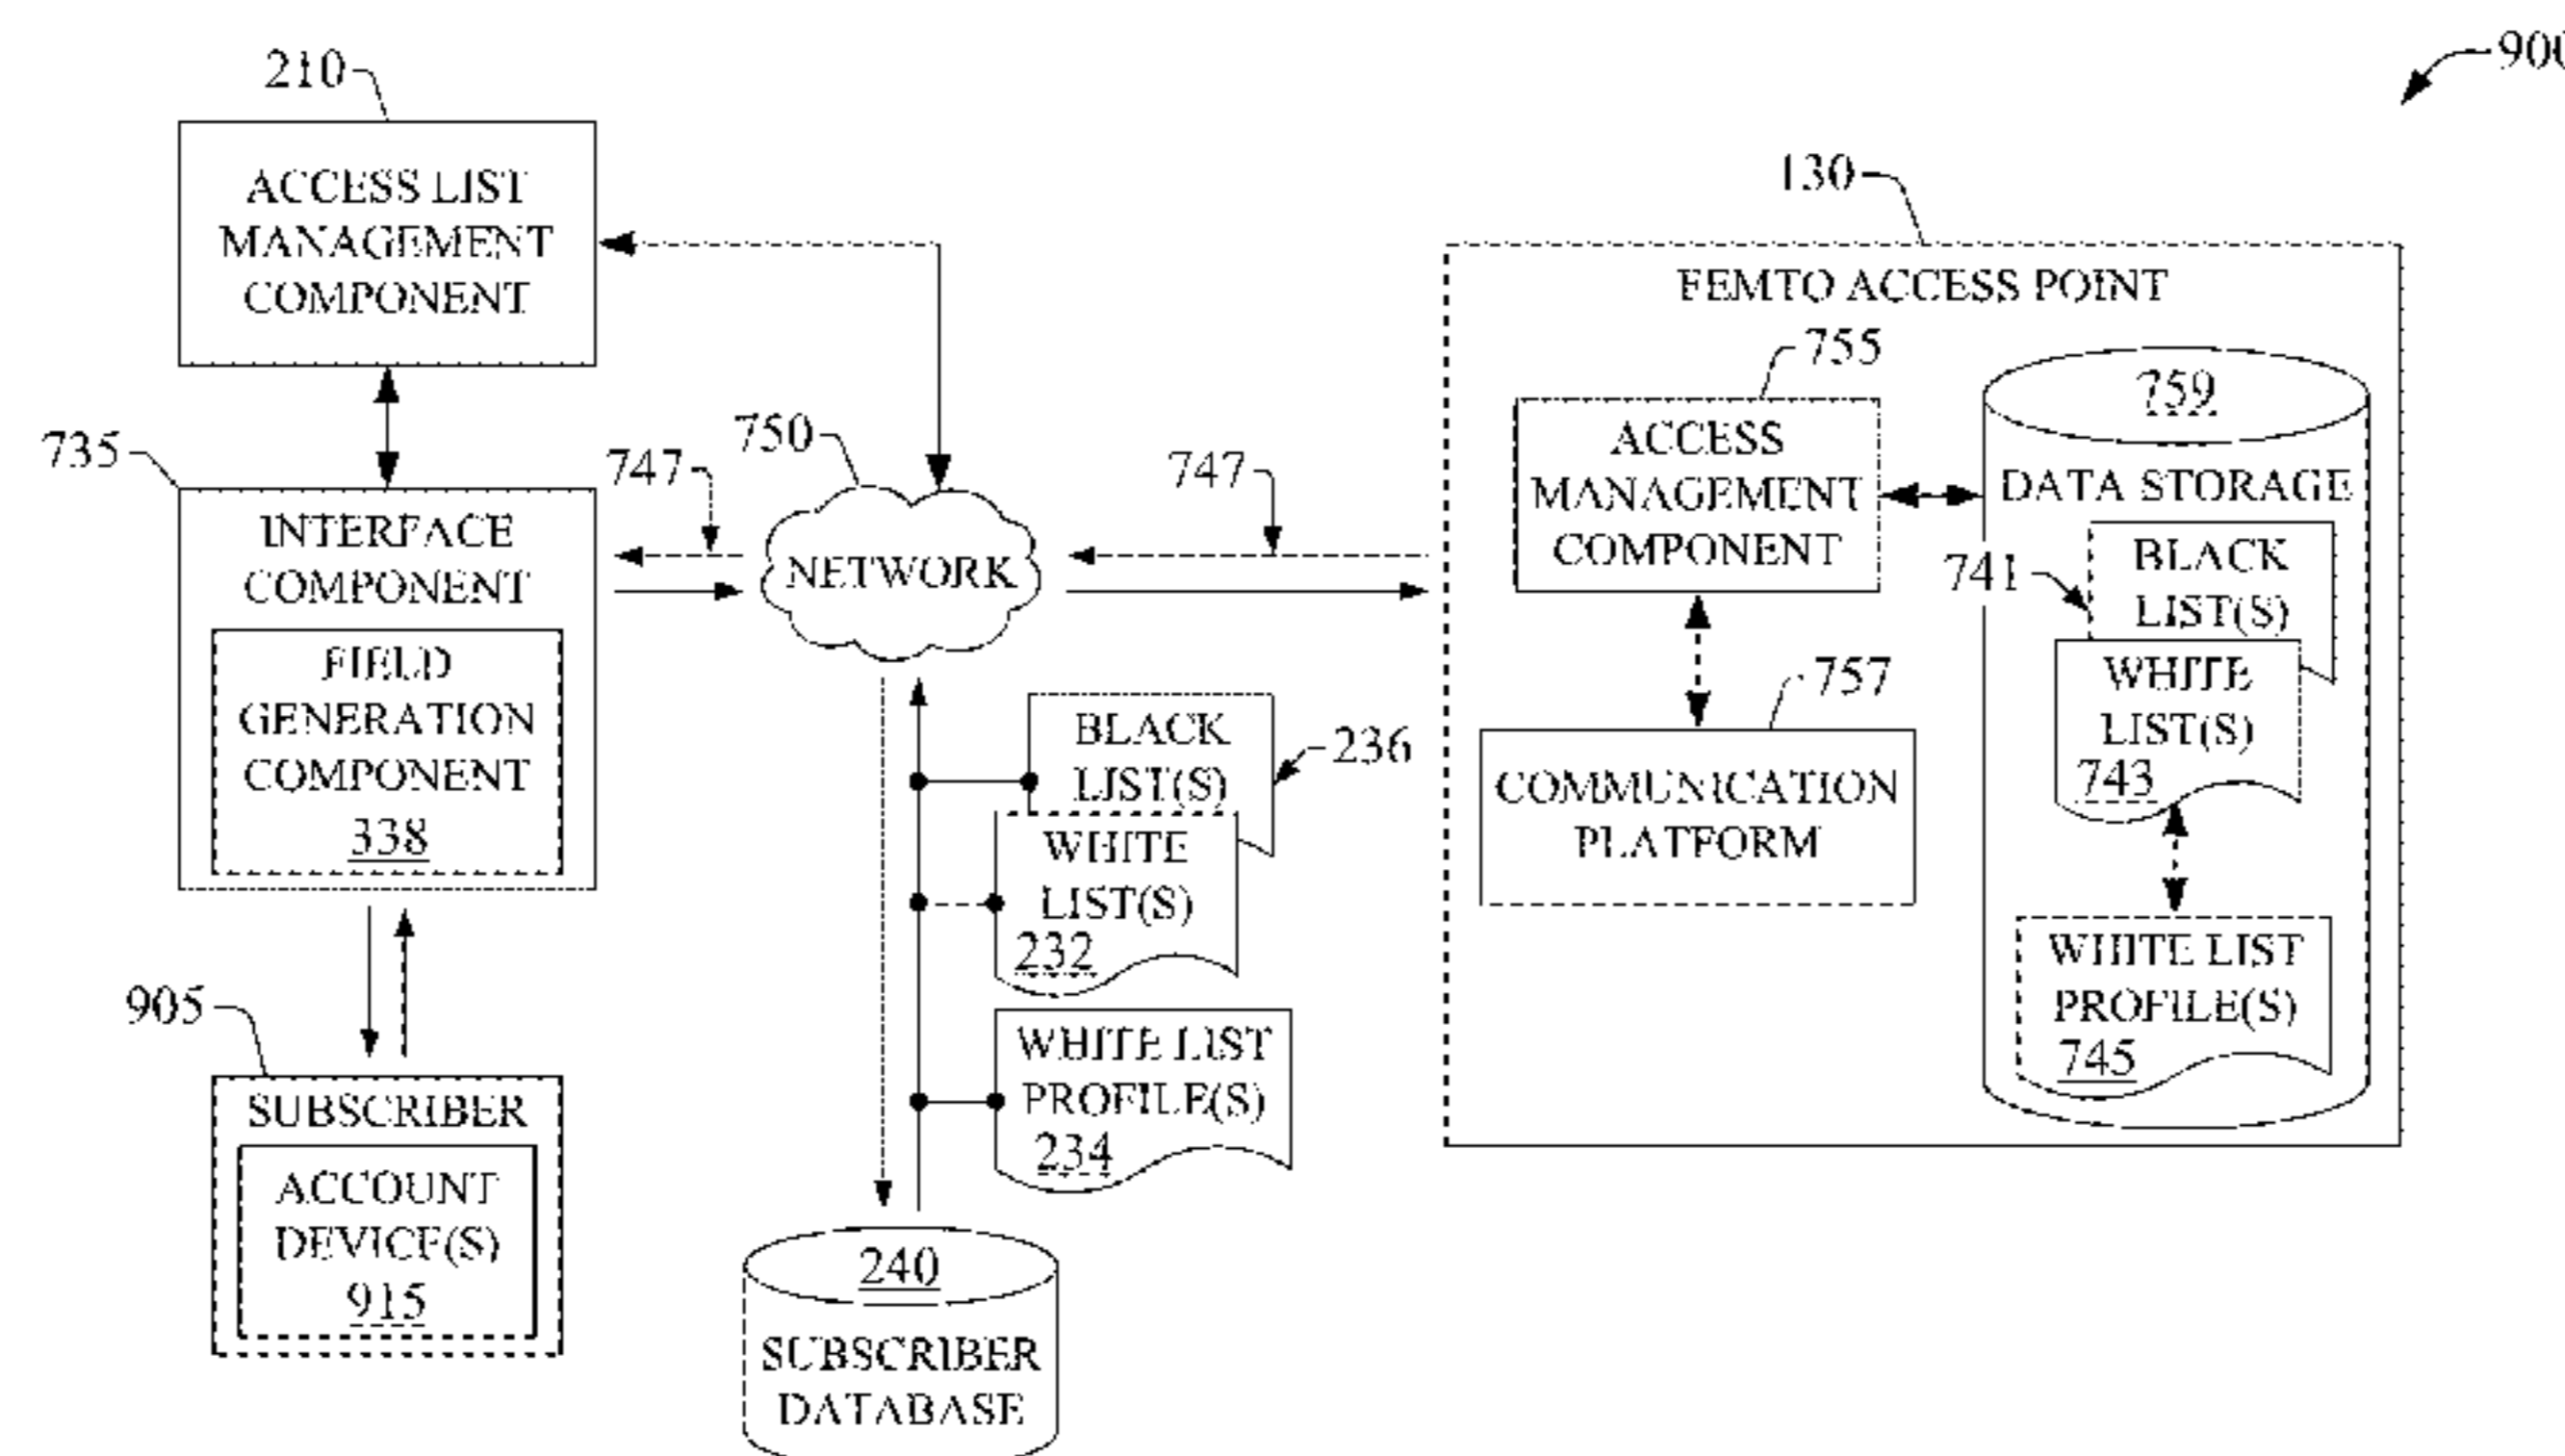 900
210
ACCESS LIST
MANAGEMENT
COMPONENT
130
FEMTO ACCESS POINT
755
759
ACCESS
MANAGEMENT
COMPONENT
DATA STORAGE
741
BLACK
LIST(S)
WHITE
LIST(S)
743
757
COMMUNICATION
PLATFORM
WHITE LIST
PROFILE(S)
745
735
INTERFACE
COMPONENT
FIELD
GENERATION
COMPONENT
338
747
750
NETWORK
747
BLACK
LIST(S)
236
WHITE
LIST(S)
232
WHITE LIST
PROFILE(S)
234
905
SUBSCRIBER
ACCOUNT
DEVICE(S)
915
240
SUBSCRIBER
DATABASE